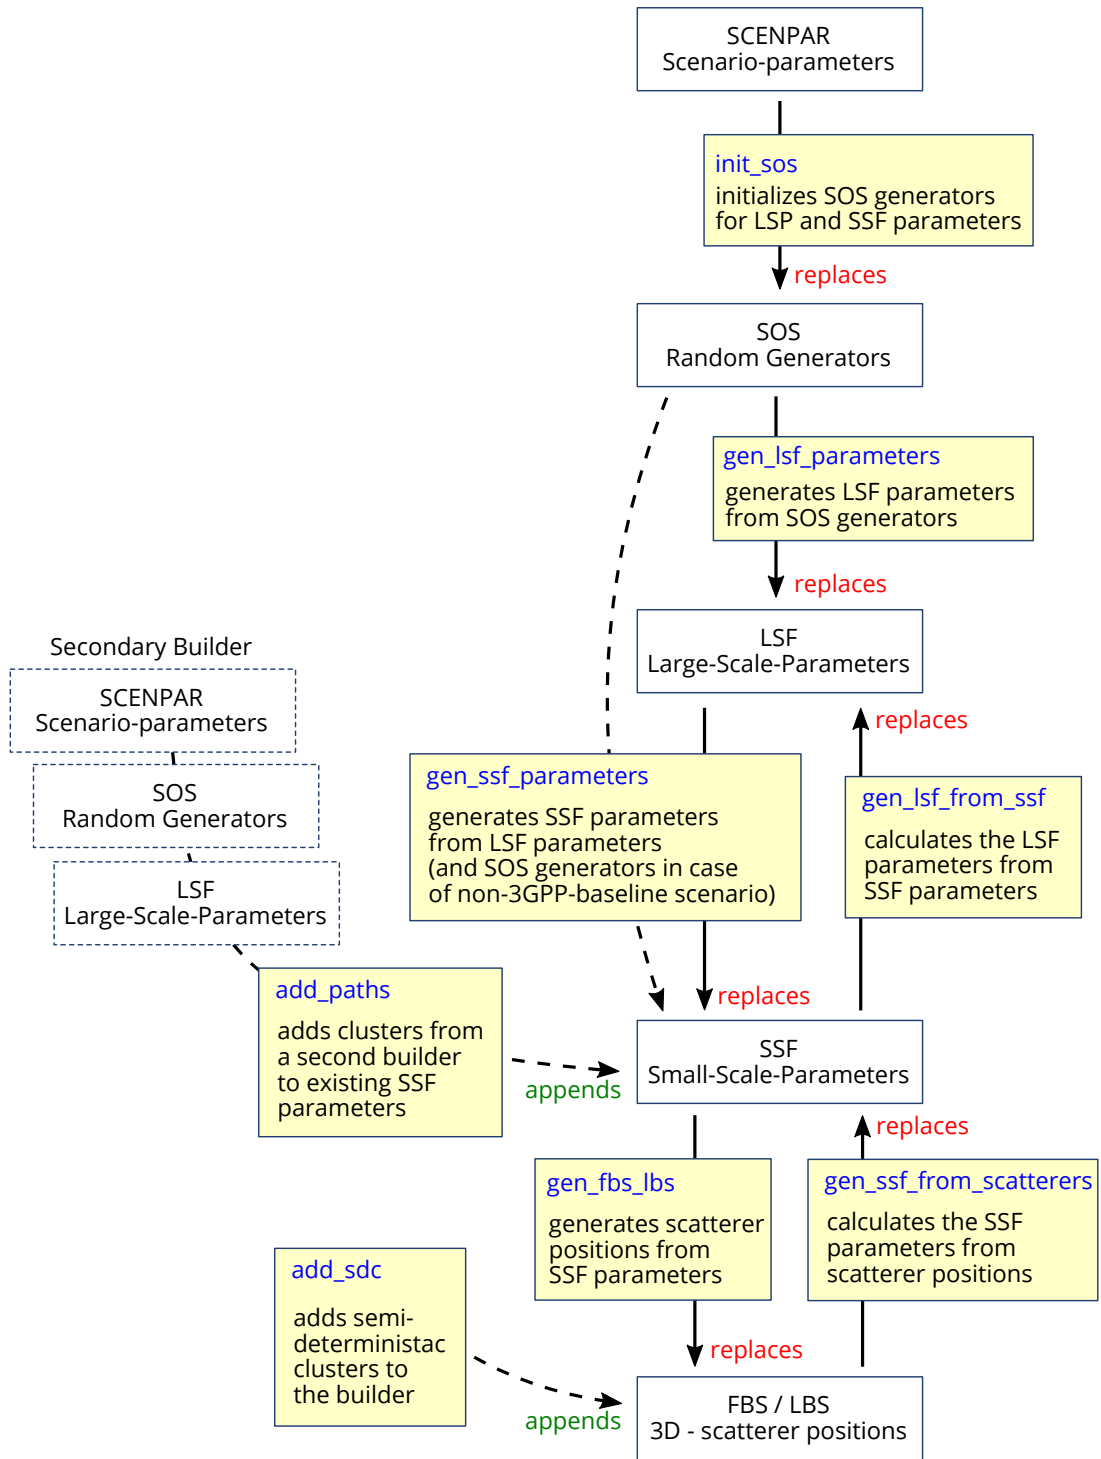 SCENPAR
Scenario-parameters
init_sos
initializes SOS generators
for LSP and SSF parameters
replaces
SOS
Random Generators
gen_lsf_parameters
generates LSF parameters
from SOS generators
replaces
LSF
Large-Scale-Parameters
Secondary Builder
SCENPAR
Scenario-parameters
SOS
Random Generators
LSF
Large-Scale-Parameters
replaces
gen_ssf_parameters
generates SSF parameters
from LSF parameters
(and SOS generators in case
of non-3GPP-baseline scenario)
gen_lsf_from_ssf
calculates the LSF
parameters from
SSF parameters
replaces
add_paths
adds clusters from
a second builder
to existing SSF
parameters
appends
SSF
Small-Scale-Parameters
replaces
gen_fbs_lbs
generates scatterer
positions from
SSF parameters
gen_ssf_from_scatterers
calculates the SSF
parameters from
scatterer positions
add_sdc
adds semi-
deterministac
clusters to
the builder
replaces
appends
FBS / LBS
3D - scatterer positions